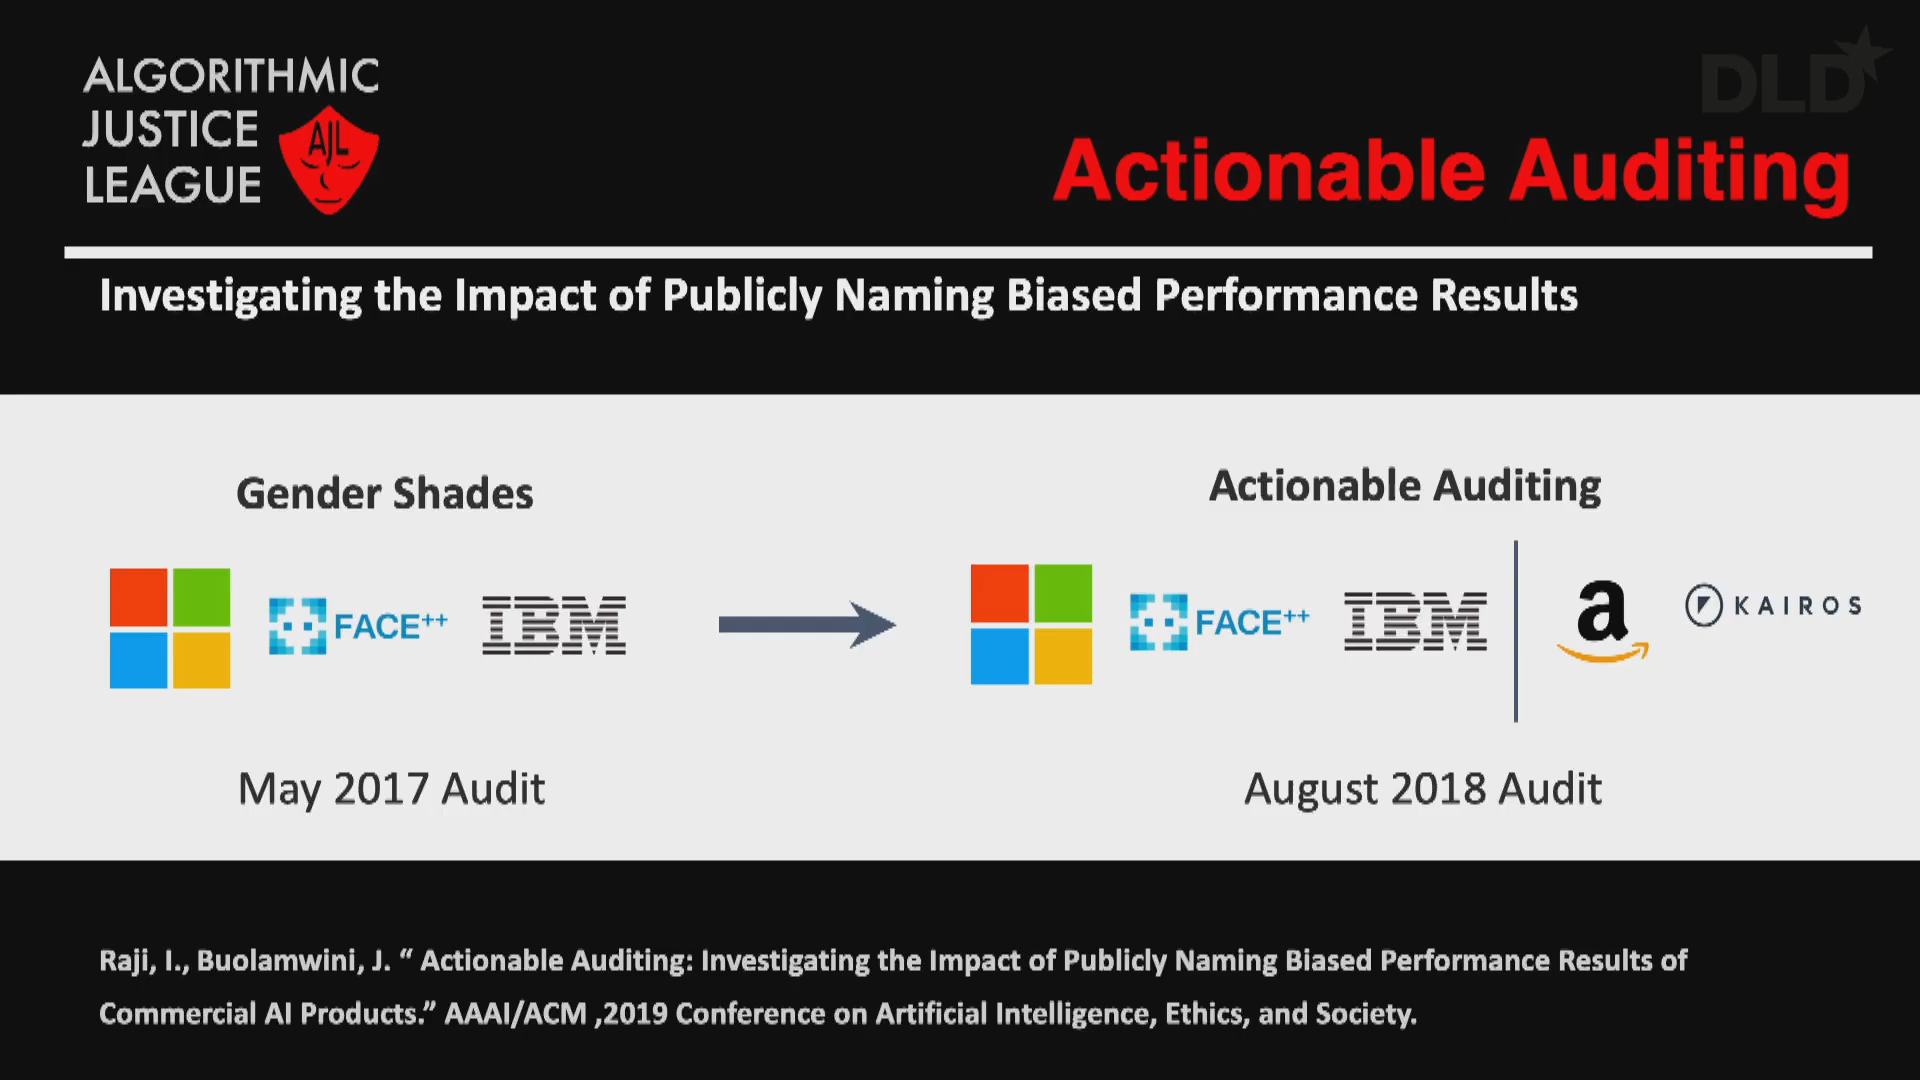 ALGORITHMIC
JUSTICE
LEAGUE
AJL
DLD
Actionable Auditing
Investigating the Impact of Publicly Naming Biased Performance Results
Gender Shades
FACE++
IBM
May 2017 Audit
Actionable Auditing
FACE++
IBM
a
KAIROS
August 2018 Audit
Raji, I., Buolamwini, J. “ Actionable Auditing: Investigating the Impact of Publicly Naming Biased Performance Results of
Commercial AI Products.” AAAI/ACM ,2019 Conference on Artificial Intelligence, Ethics, and Society.